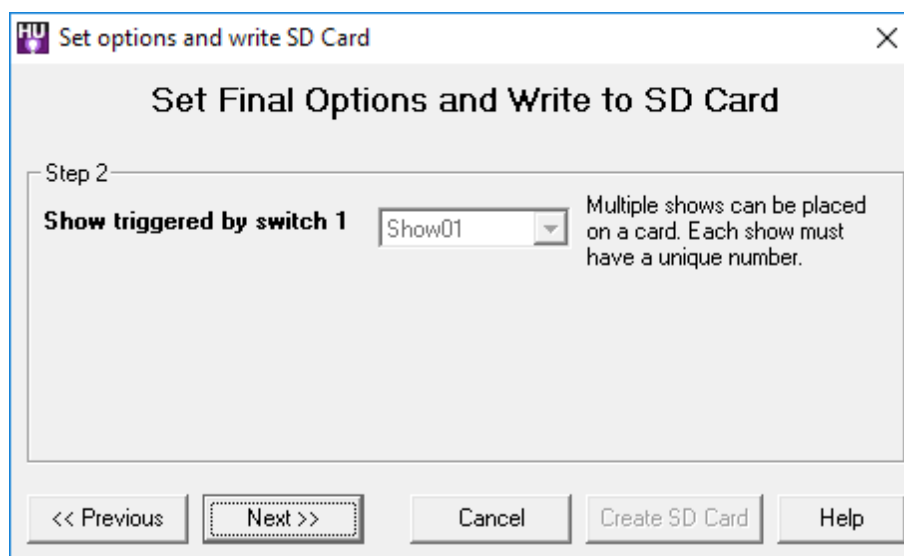 HU
Set options and write SD Card
Set Final Options and Write to SD Card
Step 2
Show triggered by switch 1
Show01
Multiple shows can be placed
on a card. Each show must
have a unique number.
<< Previous
Next >>
Cancel
Create SD Card
Help